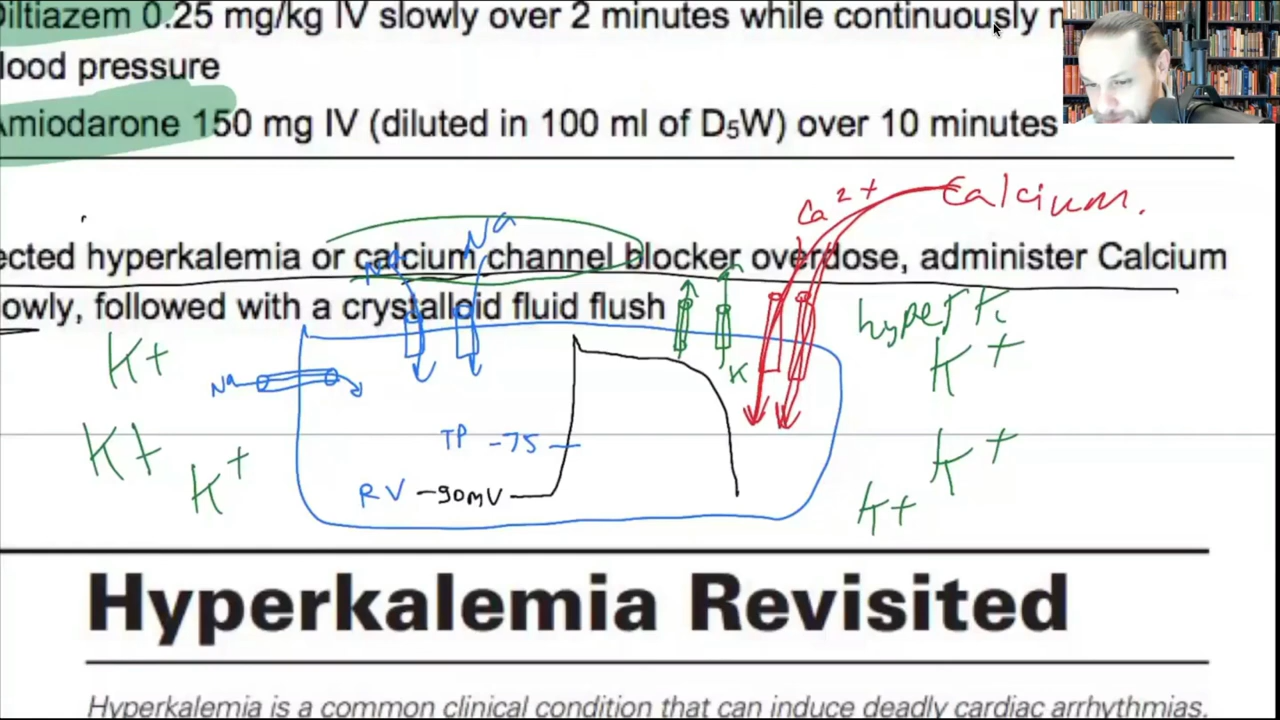 Diltiazem 0.25 mg/kg IV slowly over 2 minutes while continuously
lood pressure
Amiodarone 150 mg IV (diluted in 100 ml of D5W) over 10 minutes
Ca2+ Calcium.
Na
ected hyperkalemia or calcium channel blocker overdose, administer Calcium
owly, followed with a crystalloid fluid flush
K+ K+
Na K
K+ TP -75 K+
K+ RV -90mV K+
Hyperkalemia Revisited
Hyperkalemia is a common clinical condition that can induce deadly cardiac arrhythmias.